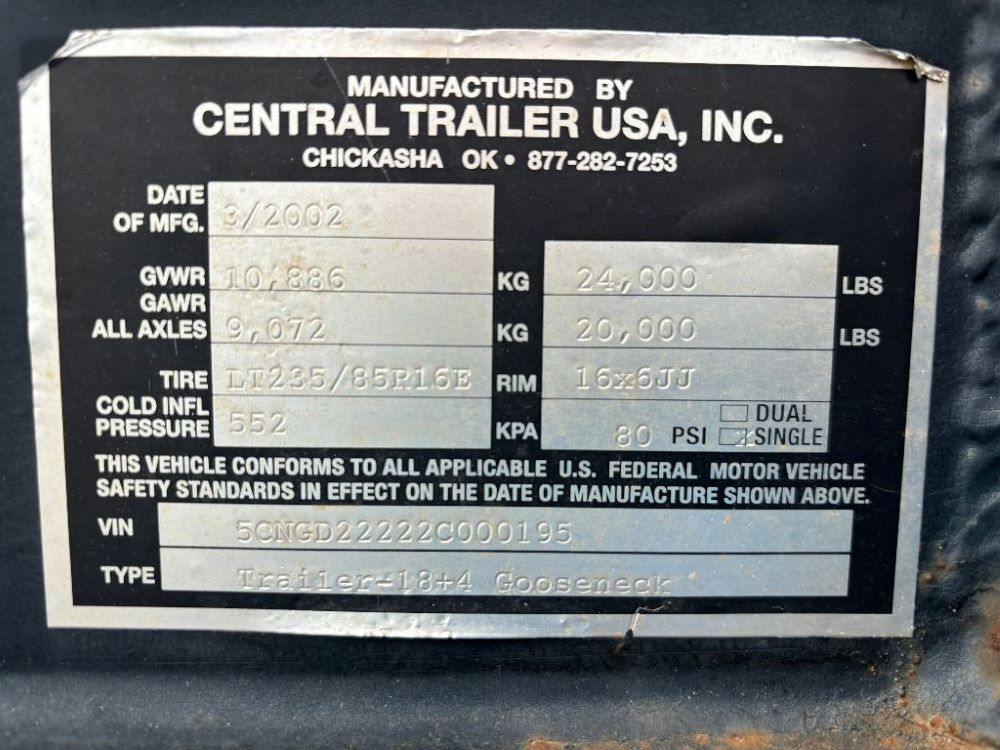 MANUFACTURED BY
CENTRAL TRAILER USA, INC.
CHICKASHA OK • 877-282-7253
DATE
OF MFG. 3/2002
GVWR 10,886 KG 24,000 LBS
GAWR
ALL AXLES 9,072 KG 20,000 LBS
TIRE LT235/85R16E RIM 16x6JJ
COLD INFL
PRESSURE 552 KPA 80 PSI ☐ DUAL
☒ SINGLE
THIS VEHICLE CONFORMS TO ALL APPLICABLE U.S. FEDERAL MOTOR VEHICLE
SAFETY STANDARDS IN EFFECT ON THE DATE OF MANUFACTURE SHOWN ABOVE.
VIN 5CNGD22222C000195
TYPE Trailer-18+4 Gooseneck